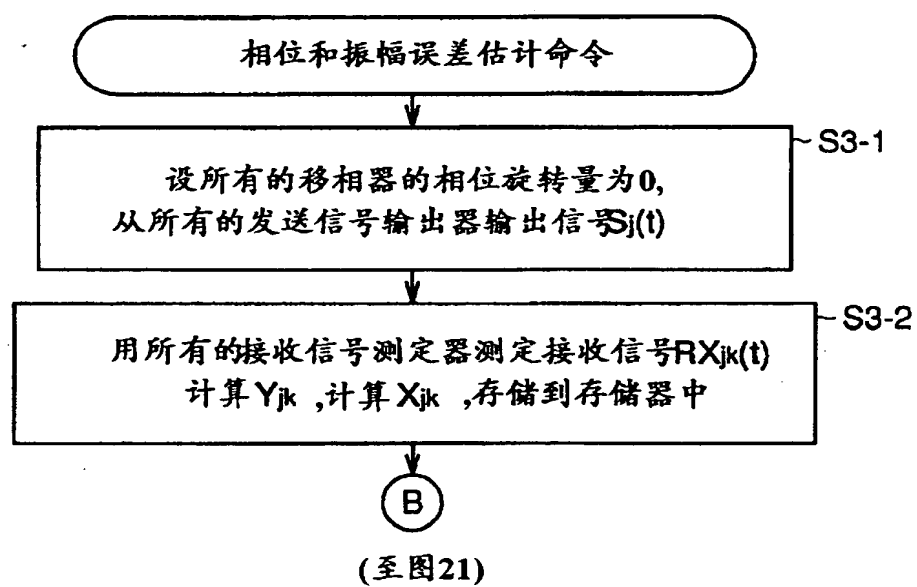 相位和振幅误差估计命令
S3-1
设所有的移相器的相位旋转量为0,
从所有的发送信号输出器输出信号Sj(t)
S3-2
用所有的接收信号测定器测定接收信号RXjk(t)
计算Yjk ,计算Xjk ,存储到存储器中
B
(至图21)